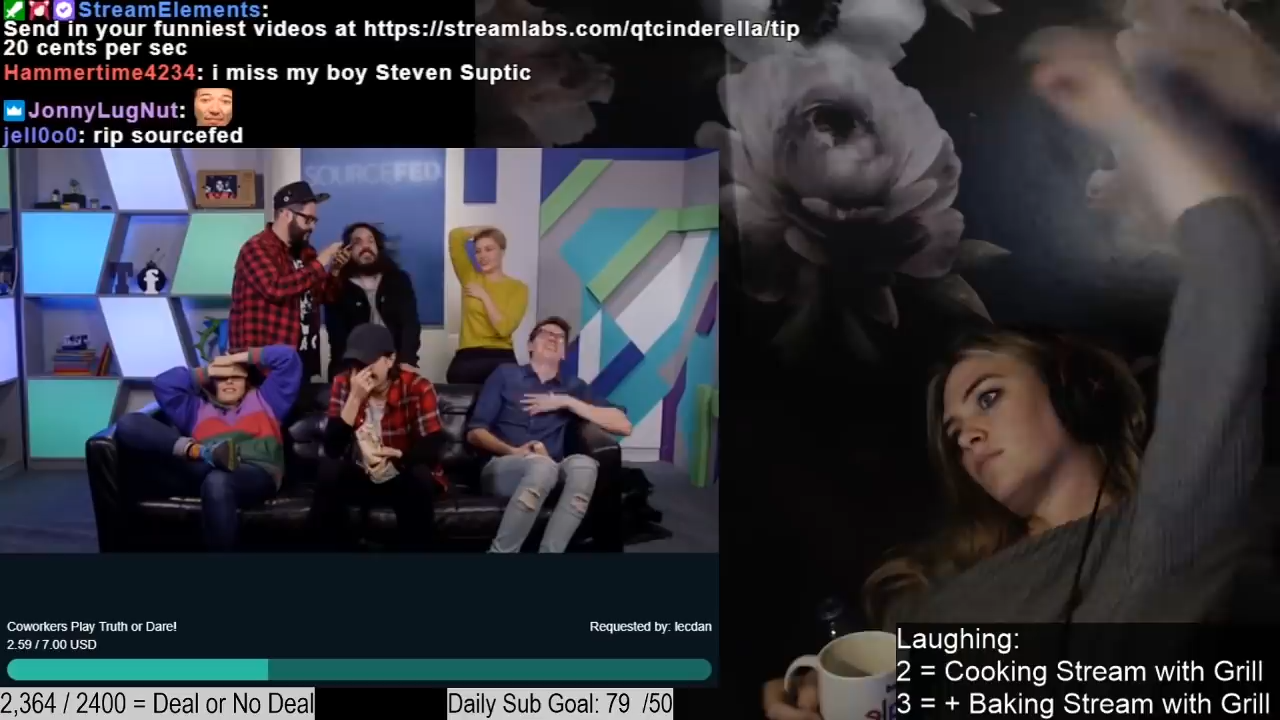 StreamElements:
Send in your funniest videos at https://streamlabs.com/qtcinderella/tip
20 cents per sec
Hammertime4234: i miss my boy Steven Suptic
JonnyLugNut:
jell0o0: rip sourcefed
SOURCEFED
Coworkers Play Truth or Dare!
Requested by: lecdan
2.59 / 7.00 USD
Laughing:
2 = Cooking Stream with Grill
3 = + Baking Stream with Grill
2,364 / 2400 = Deal or No Deal
Daily Sub Goal: 79 /50